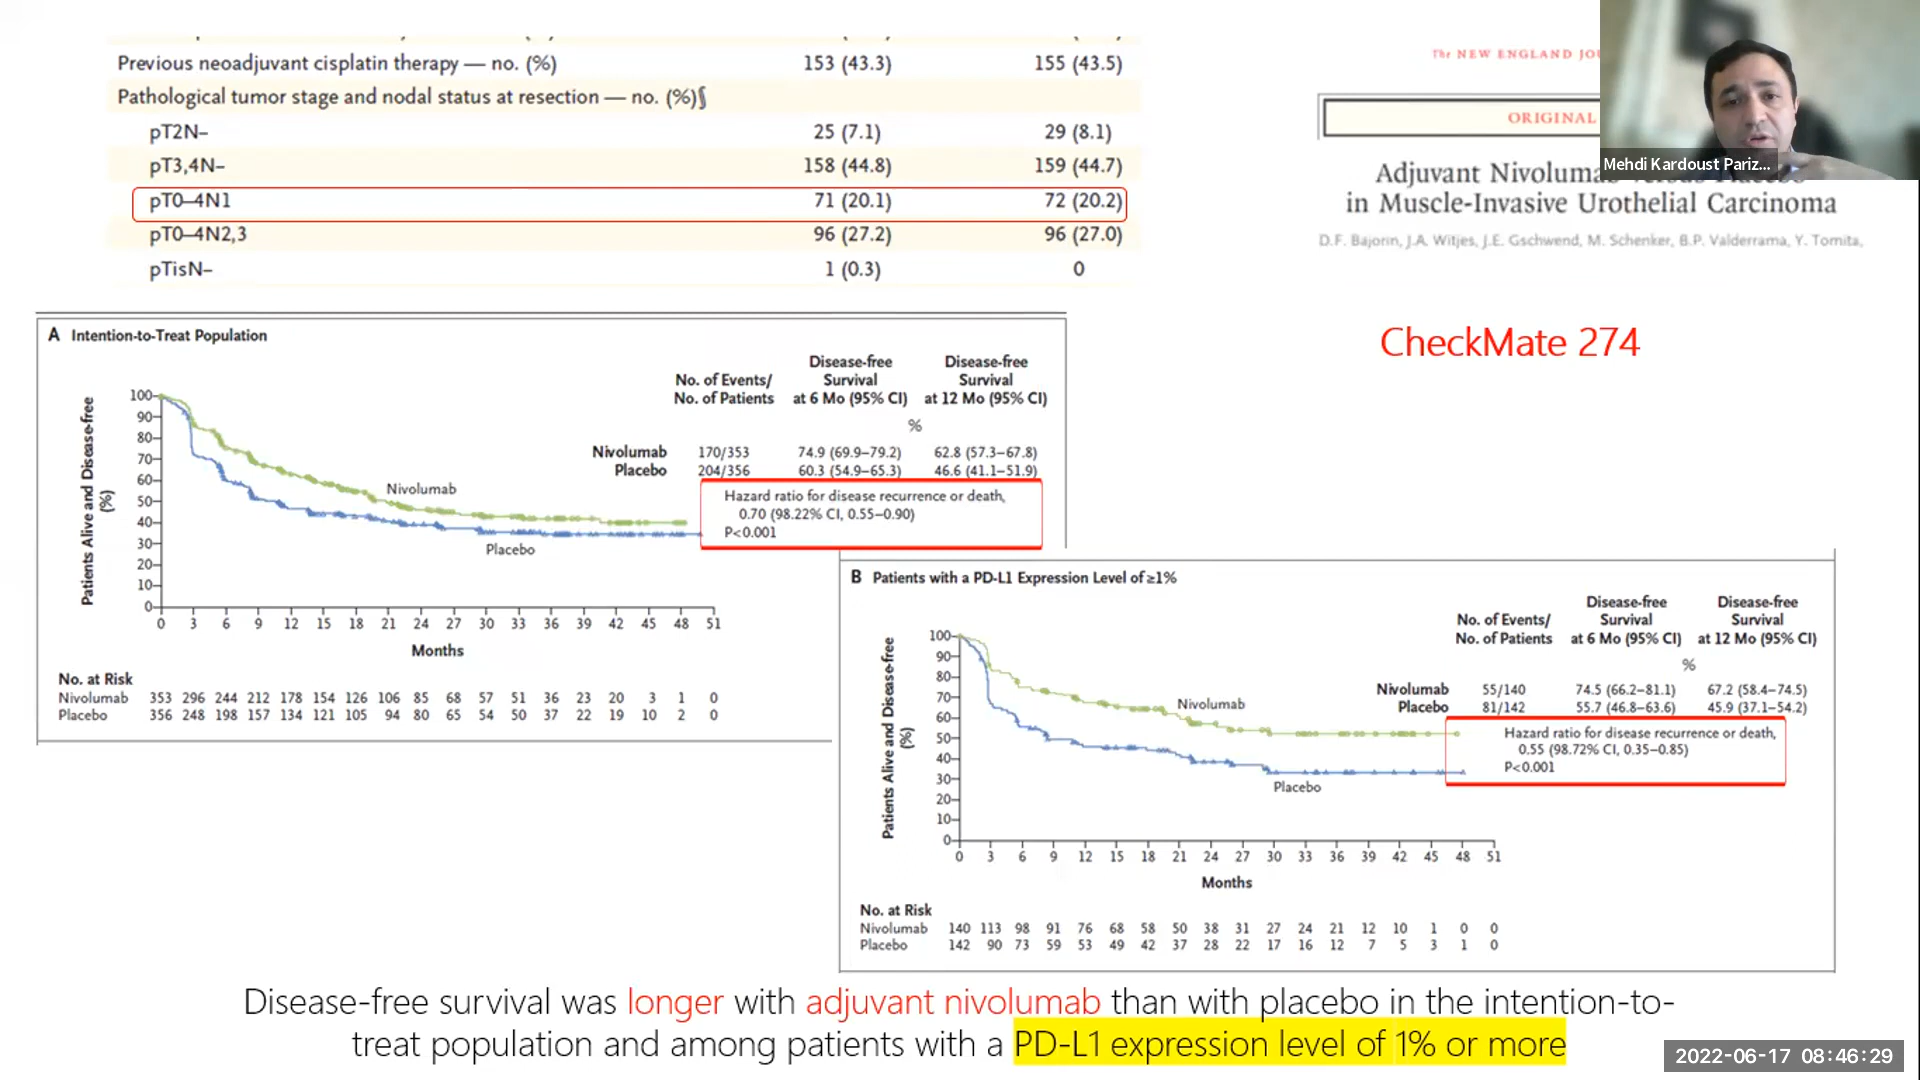 Previous neoadjuvant cisplatin therapy — no. (%) 153 (43.3) 155 (43.5)
Pathological tumor stage and nodal status at resection — no. (%)§
pT2N– 25 (7.1) 29 (8.1)
pT3,4N– 158 (44.8) 159 (44.7)
pT0–4N1 71 (20.1) 72 (20.2)
pT0–4N2,3 96 (27.2) 96 (27.0)
pTisN– 1 (0.3) 0
The NEW ENGLAND
ORIGINAL
Mehdi Kardoust Pariz...
Adjuvant
in Muscle-Invasive Urothelial Carcinoma
D.F. Bajorin, J.A. Witjes, J.E. Gschwend, M. Schenker, B.P. Valderrama, Y. Tomita,
CheckMate 274
A Intention-to-Treat Population
No. of Events/
No. of Patients
Disease-free
Survival
at 6 Mo (95% CI)
Disease-free
Survival
at 12 Mo (95% CI)
%
Nivolumab 170/353 74.9 (69.9–79.2) 62.8 (57.3–67.8)
Placebo 204/356 60.3 (54.9–65.3) 46.6 (41.1–51.9)
Hazard ratio for disease recurrence or death,
0.70 (98.22% CI, 0.55–0.90)
P<0.001
Patients Alive and Disease-free
(%)
100
90
80
70
60
50
40
30
20
10
0
Nivolumab
Placebo
0 3 6 9 12 15 18 21 24 27 30 33 36 39 42 45 48 51
Months
No. at Risk
Nivolumab 353 296 244 212 178 154 126 106 85 68 57 51 36 23 20 3 1 0
Placebo 356 248 198 157 134 121 105 94 80 65 54 50 37 22 19 10 2 0
B Patients with a PD-L1 Expression Level of ≥1%
No. of Events/
No. of Patients
Disease-free
Survival
at 6 Mo (95% CI)
Disease-free
Survival
at 12 Mo (95% CI)
%
Nivolumab 55/140 74.5 (66.2–81.1) 67.2 (58.4–74.5)
Placebo 81/142 55.7 (46.8–63.6) 45.9 (37.1–54.2)
Hazard ratio for disease recurrence or death,
0.55 (98.72% CI, 0.35–0.85)
P<0.001
Patients Alive and Disease-free
(%)
100
90
80
70
60
50
40
30
20
10
0
Nivolumab
Placebo
0 3 6 9 12 15 18 21 24 27 30 33 36 39 42 45 48 51
Months
No. at Risk
Nivolumab 140 113 98 91 76 68 58 50 38 31 27 24 21 12 10 1 0 0
Placebo 142 90 73 59 53 49 42 37 28 22 17 16 12 7 5 3 1 0
Disease-free survival was longer with adjuvant nivolumab than with placebo in the intention-to-
treat population and among patients with a PD-L1 expression level of 1% or more
2022-06-17 08:46:29